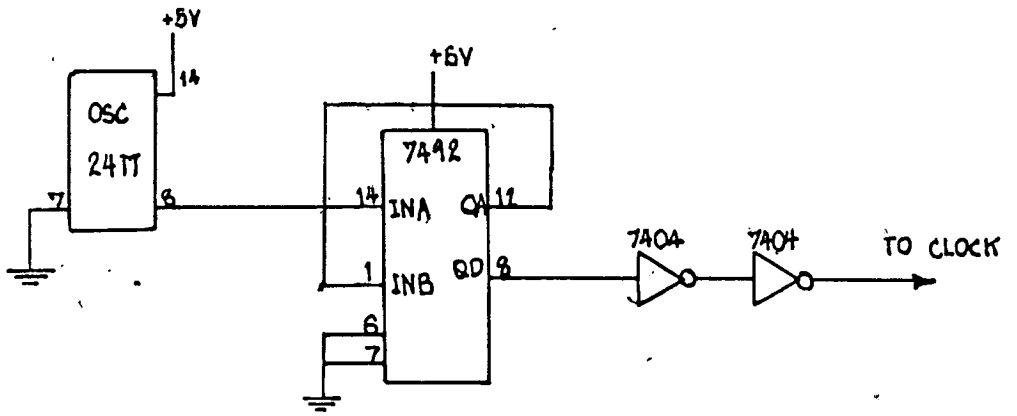 +5V
14
OSC
24M
7
8
+5V
7492
14
INA
QA
12
1
INB
QD
8
6
7
7404
7404
TO CLOCK